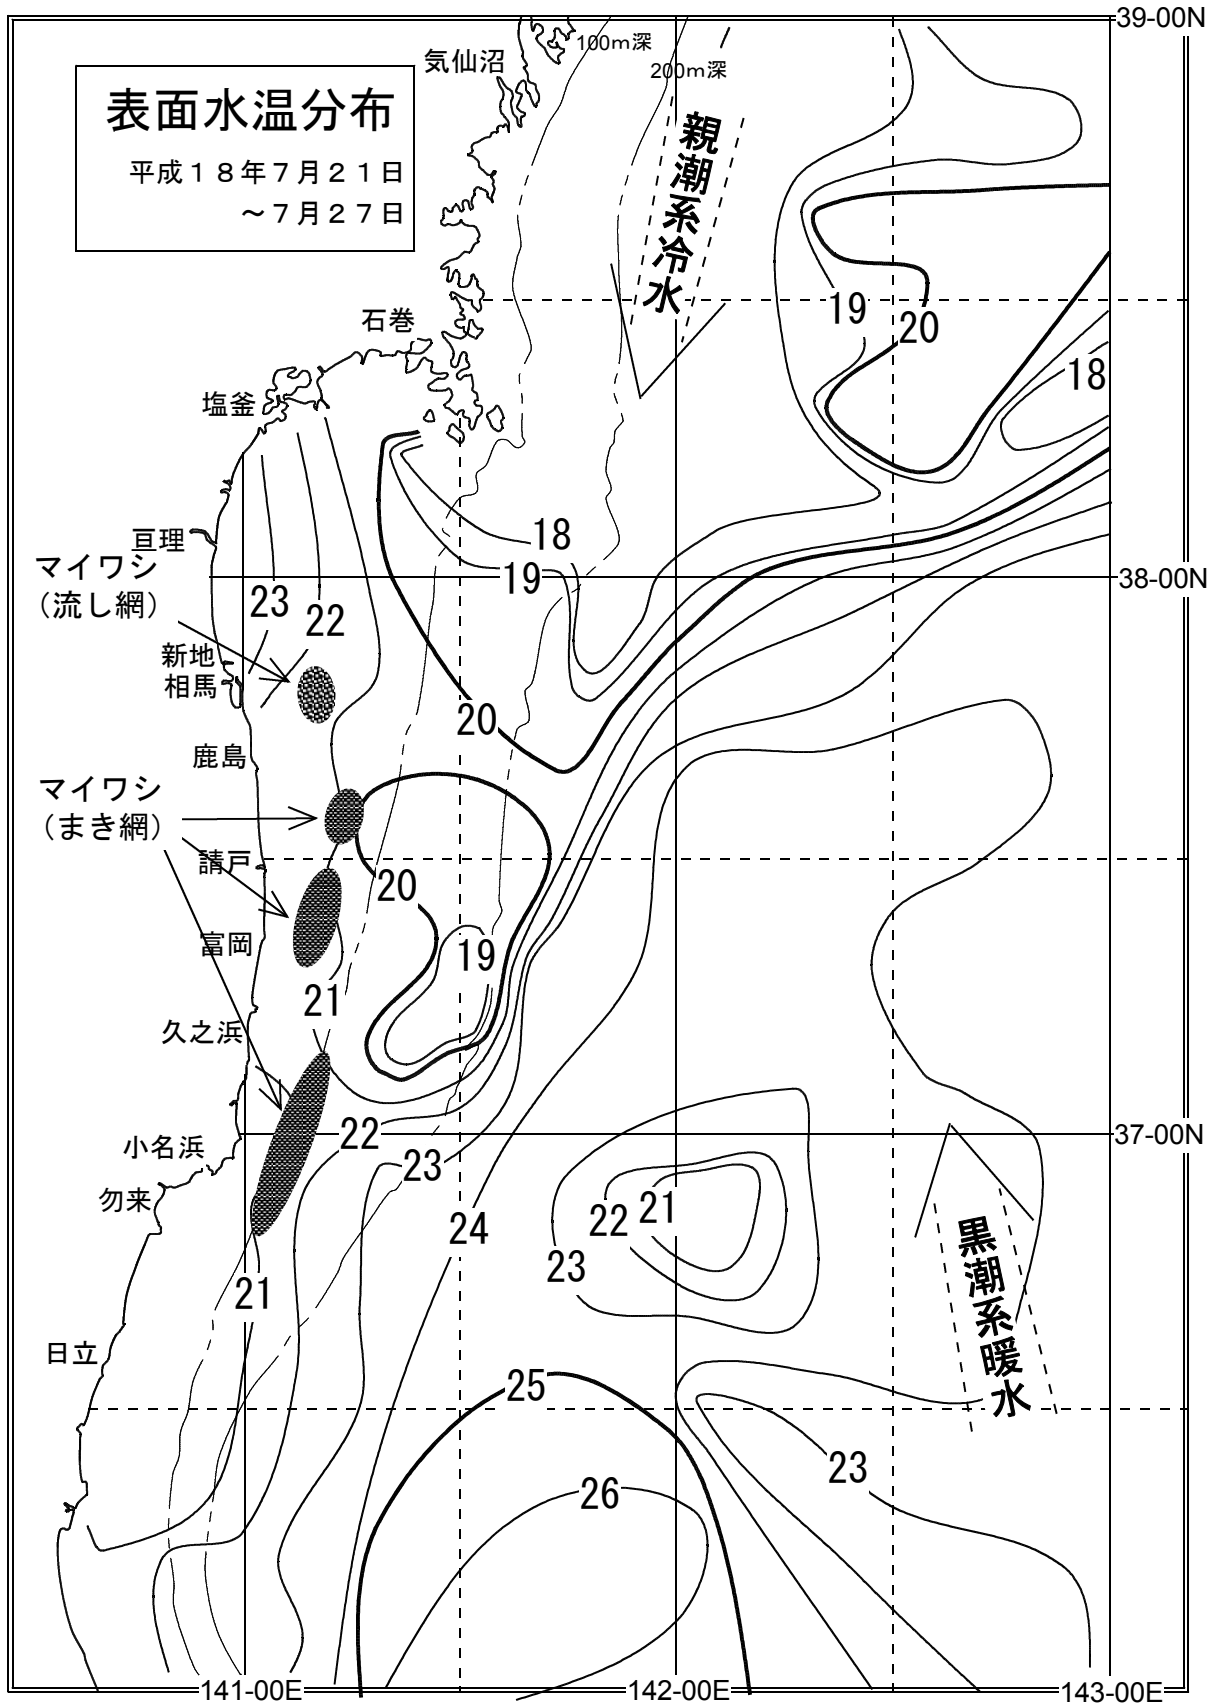 39-00N
100m深
気仙沼
200m深
表面水温分布
平成１８年７月２１日
～７月２７日
親潮系冷水
石巻
19
20
18
塩釜
亘理
18
マイワシ
（流し網）
19
38-00N
23
22
新地
相馬
20
鹿島
マイワシ
（まき網）
請戸
20
富岡
19
21
久之浜
22
37-00N
小名浜
23
勿来
21
22
24
黒潮系暖水
23
21
日立
25
23
26
141-00E
142-00E
143-00E